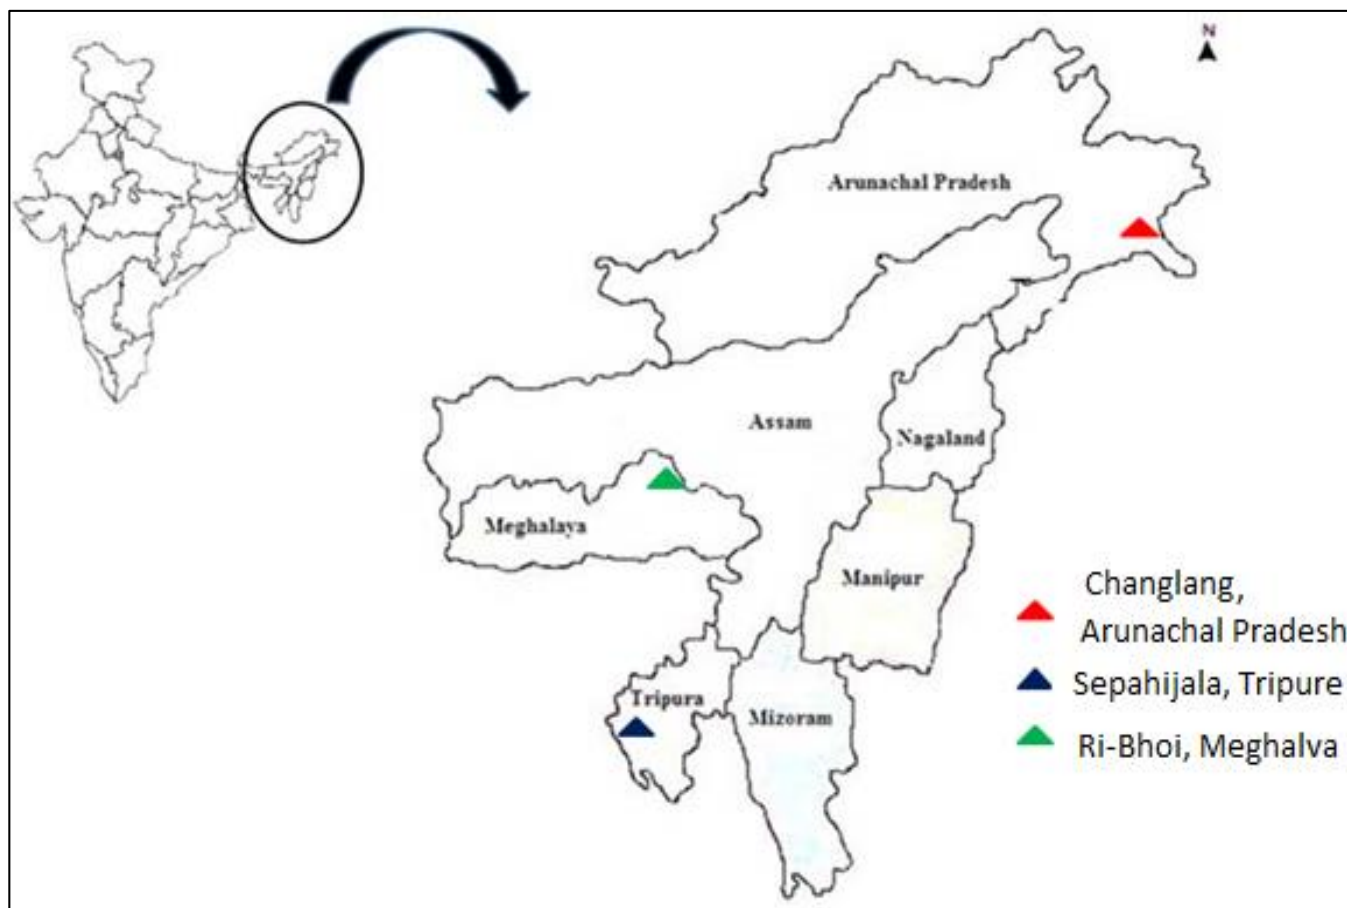 N
Arunachal Pradesh
Assam
Nagaland
Meghalaya
Manipur
Tripura
Mizoram
Changlang,
Arunachal Pradesh
Sepahijala, Tripure
Ri-Bhoi, Meghalva